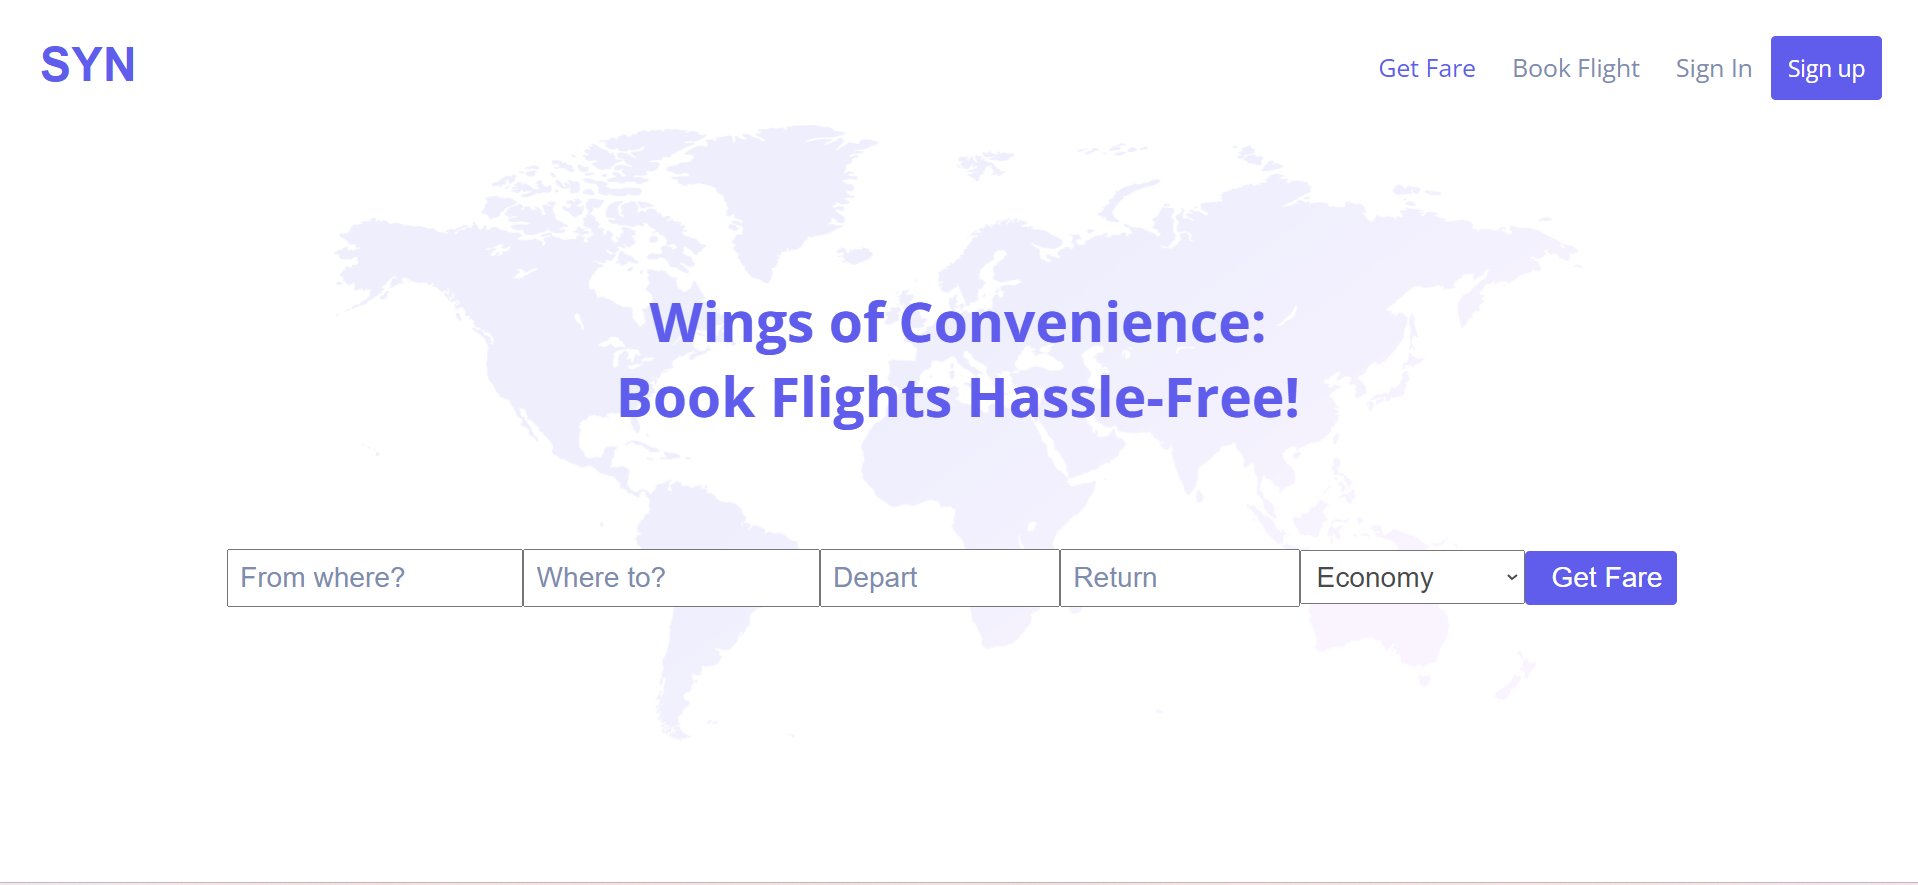 SYN
Get Fare Book Flight Sign In Sign up
Wings of Convenience:
Book Flights Hassle-Free!
From where? Where to? Depart Return Economy Get Fare